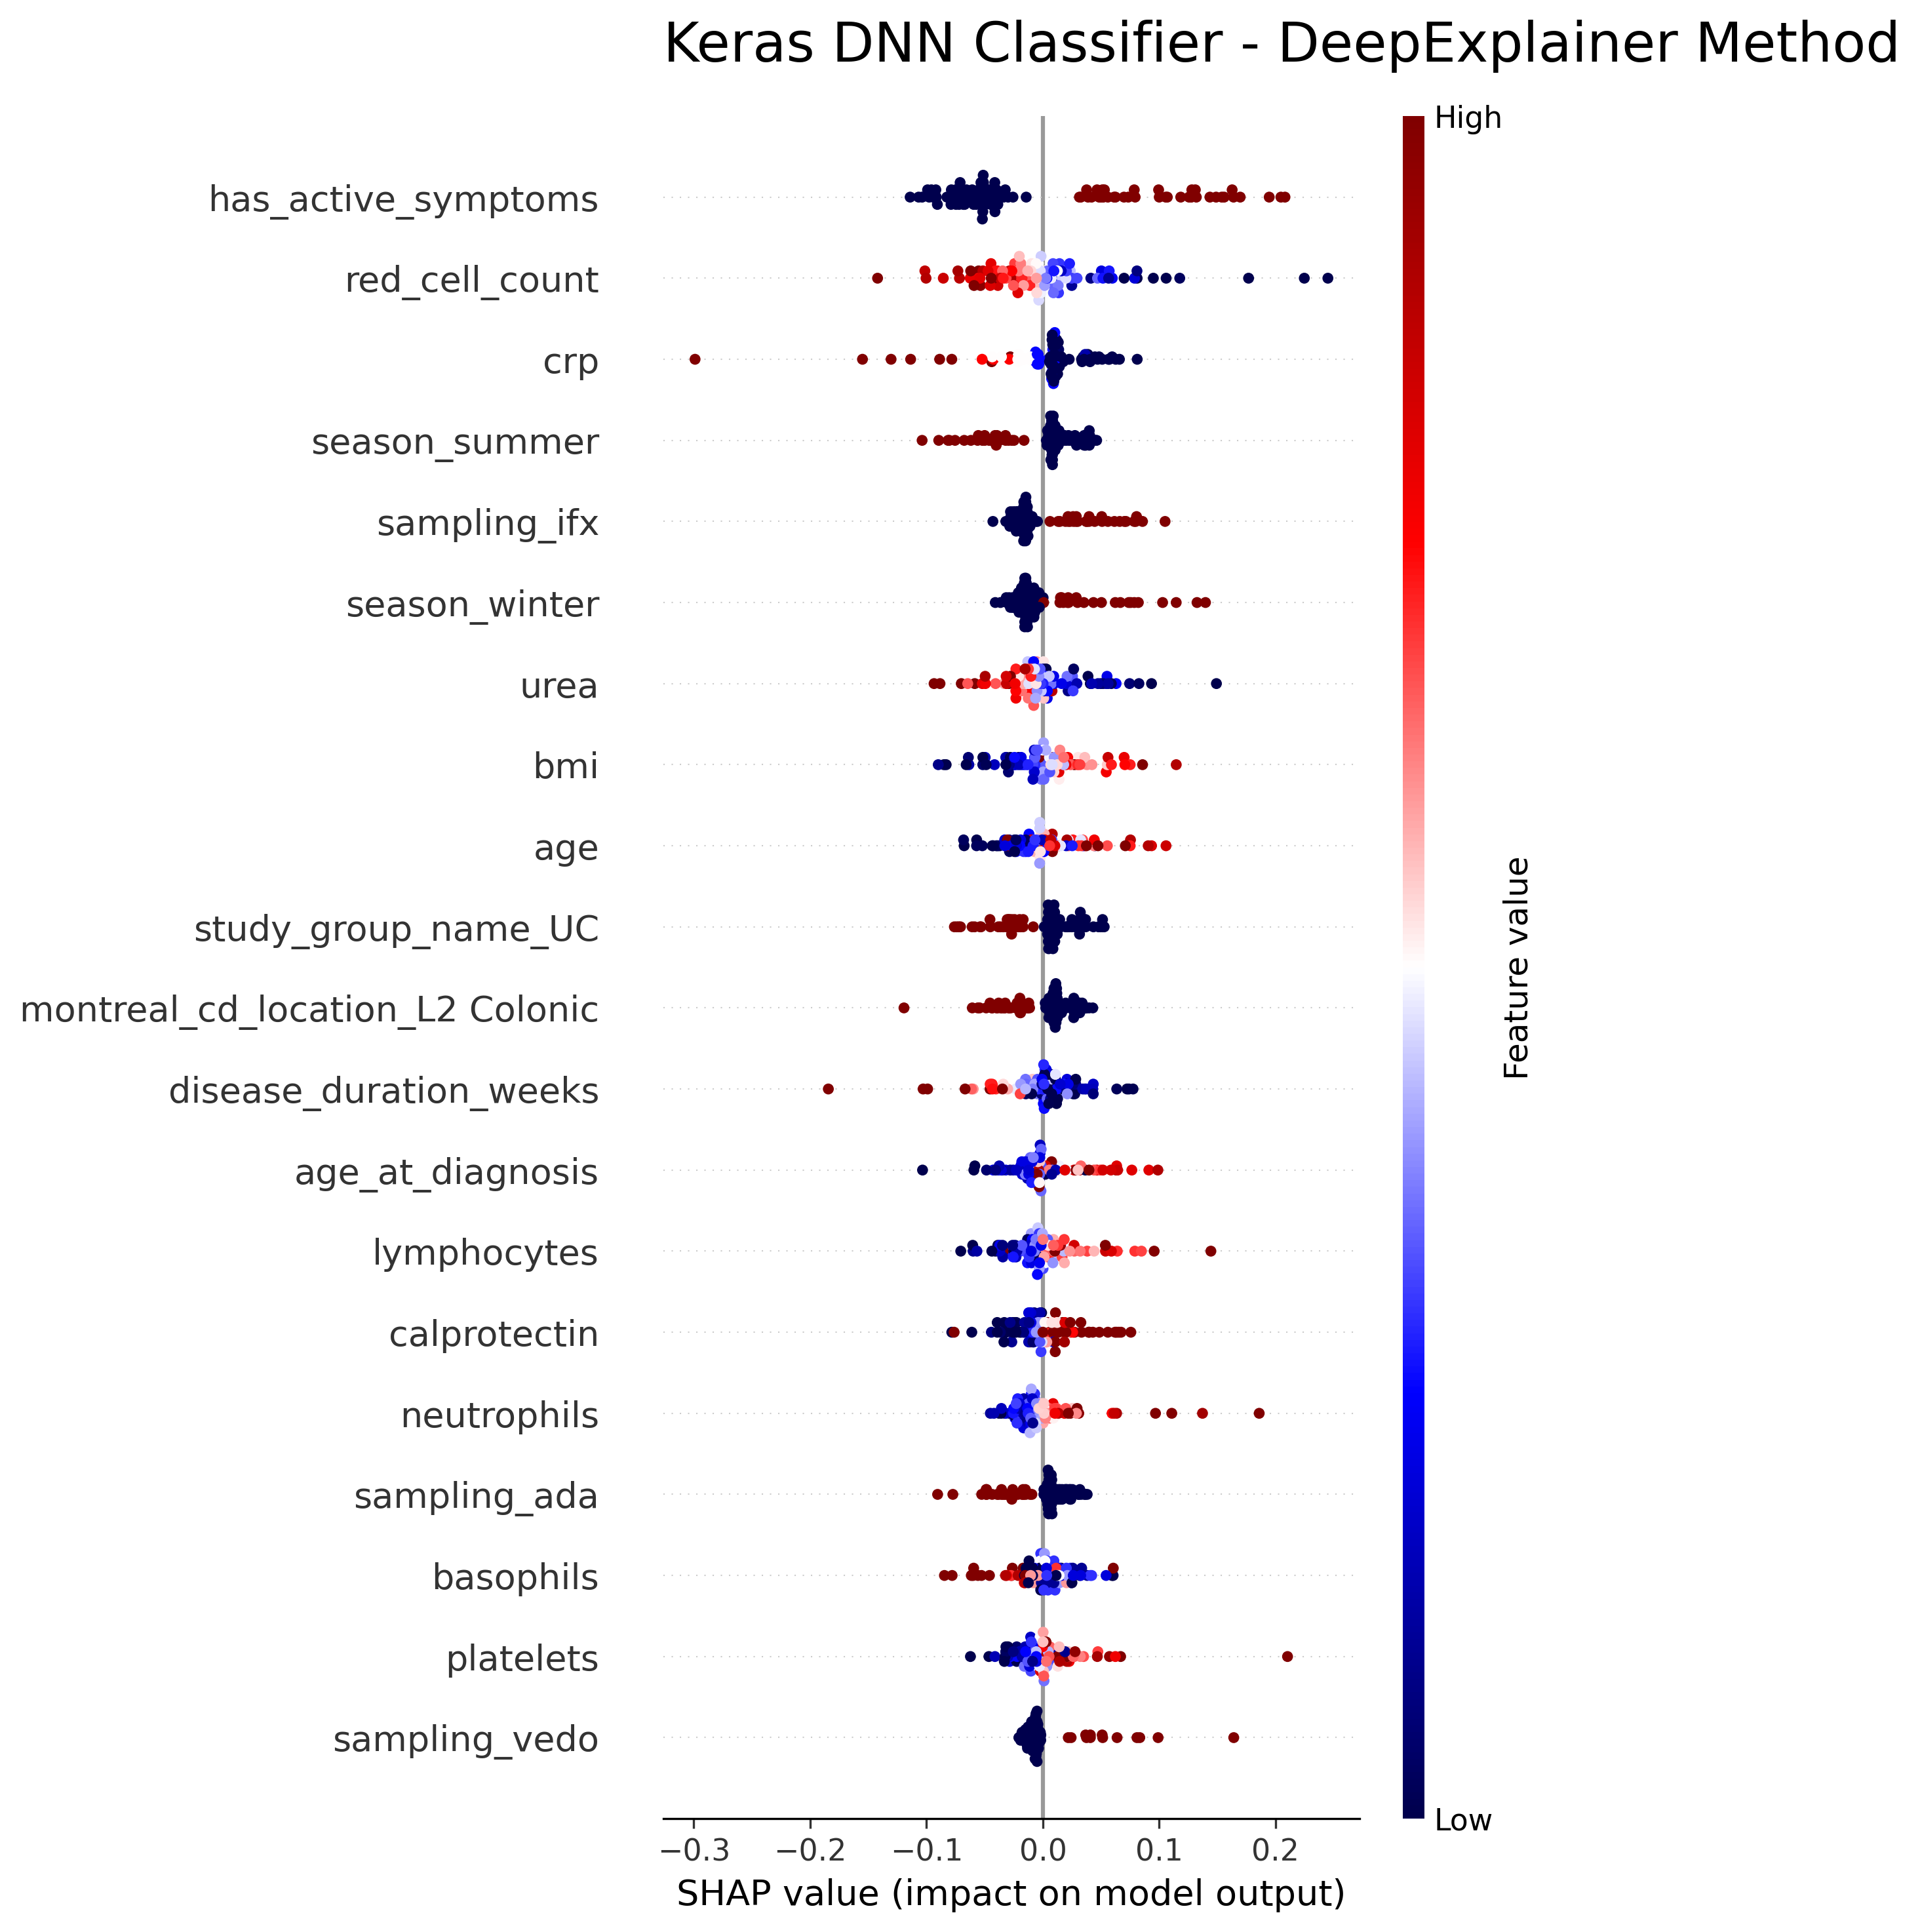 Keras DNN Classifier - DeepExplainer Method
High
has_active_symptoms
red_cell_count
crp
season_summer
sampling_ifx
season_winter
urea
bmi
age
study_group_name_UC
montreal_cd_location_L2 Colonic
disease_duration_weeks
age_at_diagnosis
lymphocytes
calprotectin
neutrophils
sampling_ada
basophils
platelets
sampling_vedo
Feature value
Low
−0.3 −0.2 −0.1 0.0 0.1 0.2
SHAP value (impact on model output)